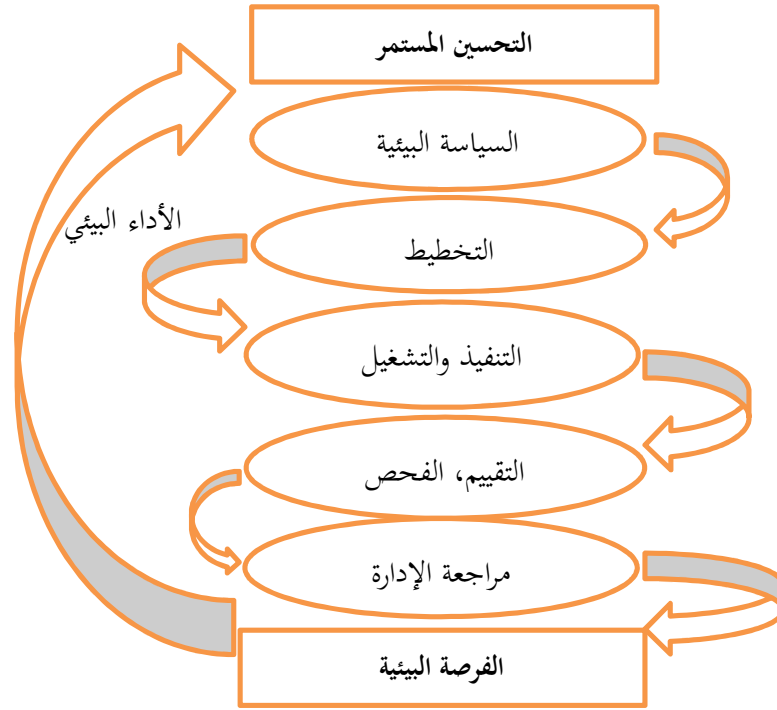 التحسين المستمر
السياسة البيئية
الأداء البيئي
التخطيط
التنفيذ والتشغيل
التقييم، الفحص
مراجعة الإدارة
الفرصة البيئية